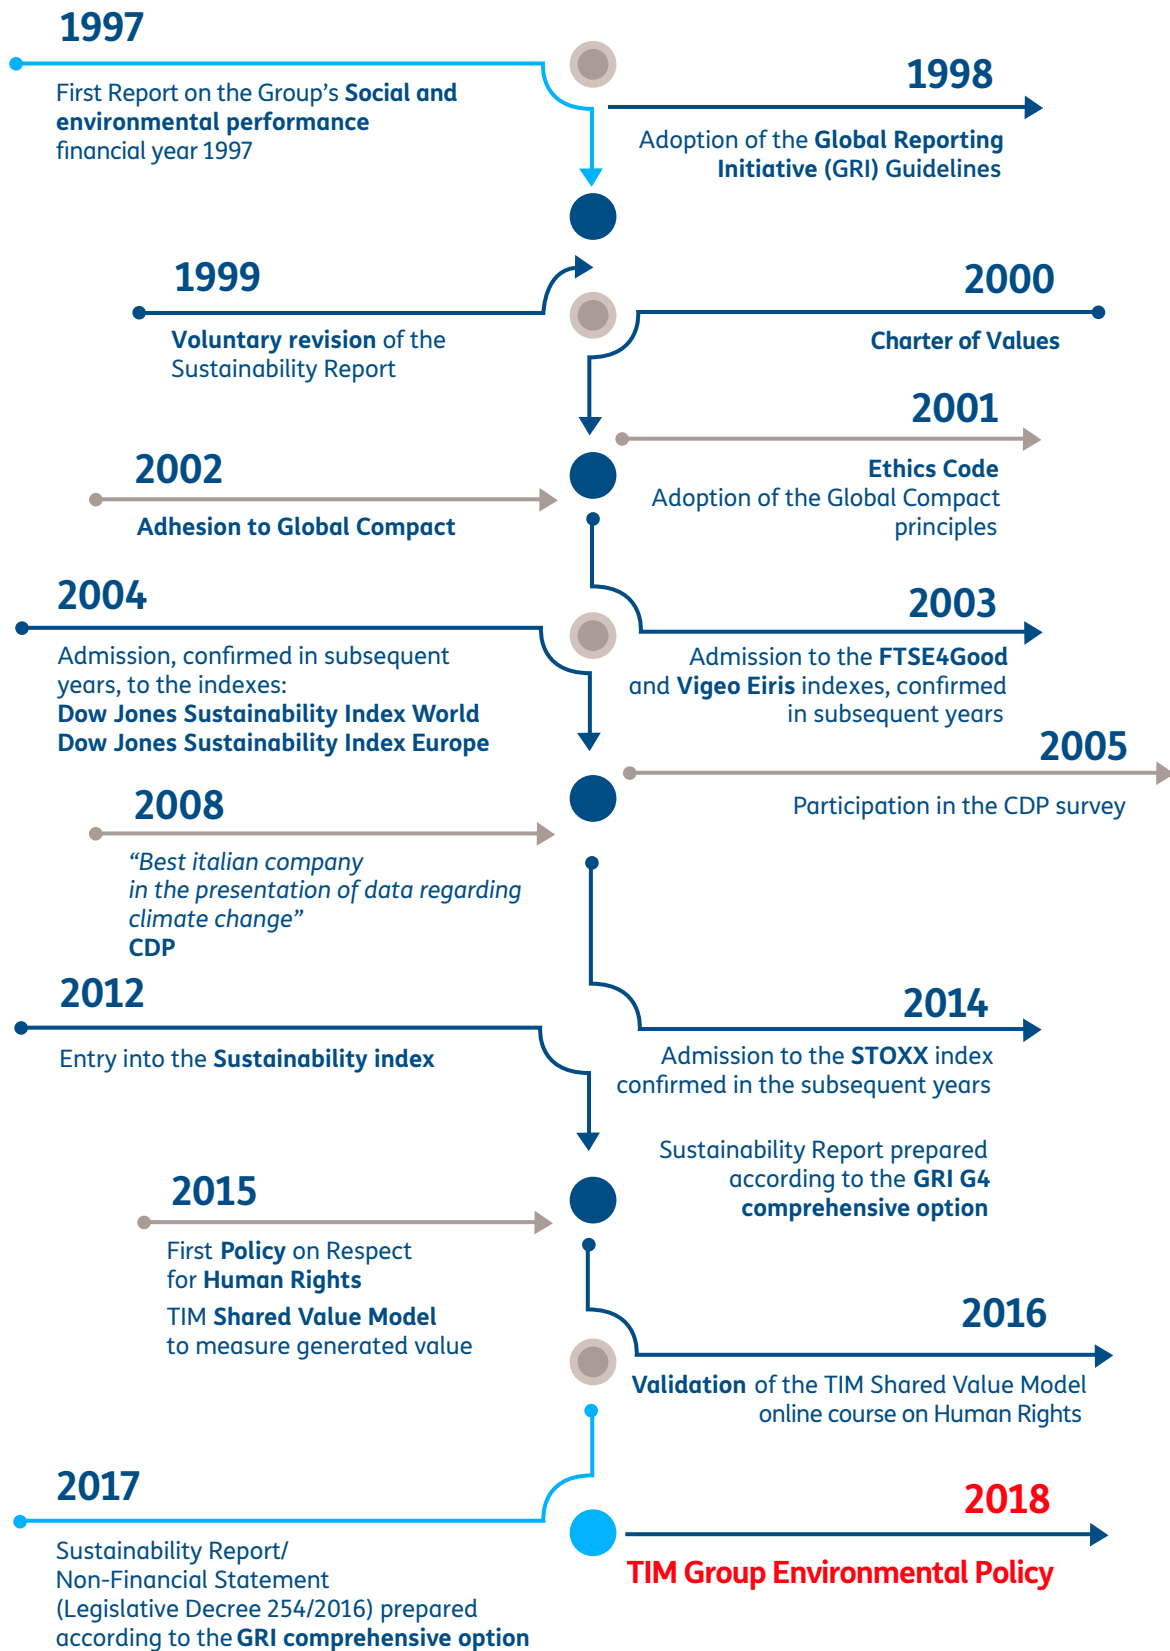 1997
First Report on the Group's Social and
environmental performance
financial year 1997
1998
Adoption of the Global Reporting
Initiative (GRI) Guidelines
1999
Voluntary revision of the
Sustainability Report
2000
Charter of Values
2001
Ethics Code
Adoption of the Global Compact
principles
2002
Adhesion to Global Compact
2003
Admission to the FTSE4Good
and Vigeo Eiris indexes, confirmed
in subsequent years
2004
Admission, confirmed in subsequent
years, to the indexes:
Dow Jones Sustainability Index World
Dow Jones Sustainability Index Europe
2005
Participation in the CDP survey
2008
“Best italian company
in the presentation of data regarding
climate change”
CDP
2012
Entry into the Sustainability index
2014
Admission to the STOXX index
confirmed in the subsequent years
Sustainability Report prepared
according to the GRI G4
comprehensive option
2015
First Policy on Respect
for Human Rights
TIM Shared Value Model
to measure generated value
2016
Validation of the TIM Shared Value Model
online course on Human Rights
2017
Sustainability Report/
Non-Financial Statement
(Legislative Decree 254/2016) prepared
according to the GRI comprehensive option
2018
TIM Group Environmental Policy